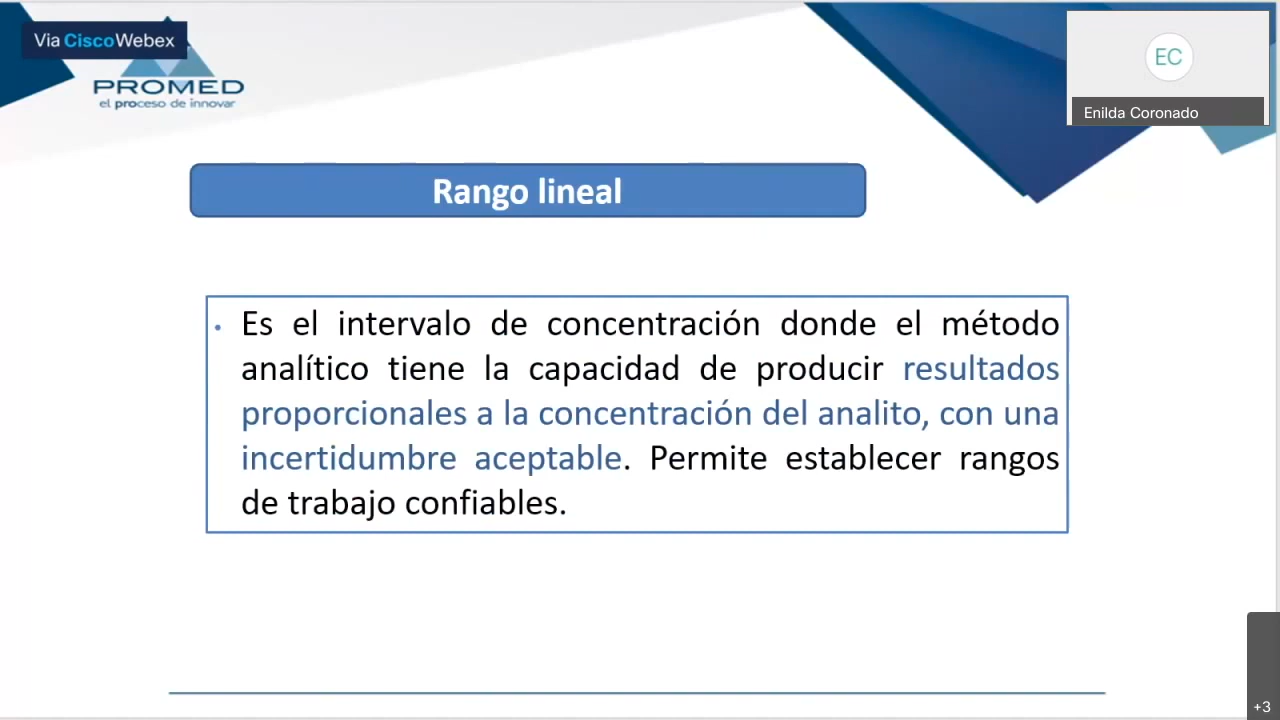 Via CiscoWebex
PROMED
el proceso de innovar
EC
Enilda Coronado
Rango lineal
• Es el intervalo de concentración donde el método
analítico tiene la capacidad de producir resultados
proporcionales a la concentración del analito, con una
incertidumbre aceptable. Permite establecer rangos
de trabajo confiables.
+3